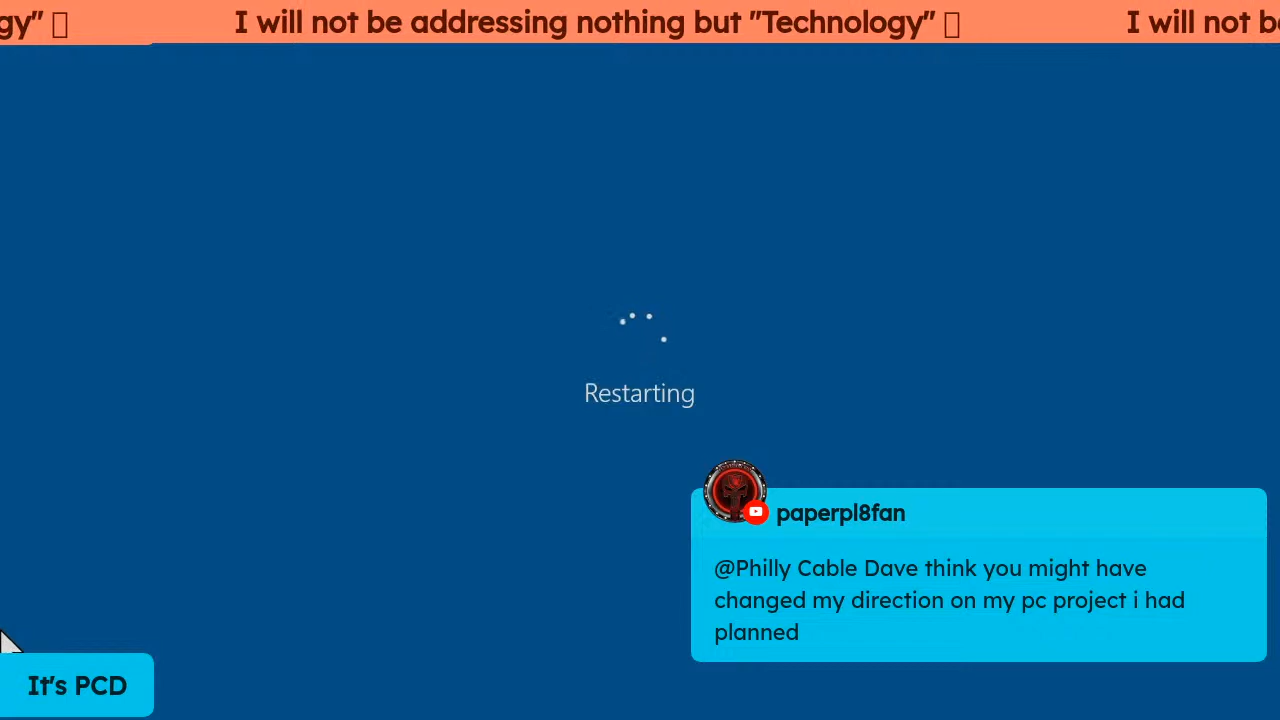 gy" I will not be addressing nothing but "Technology" I will not b
Restarting
paperpl8fan
@Philly Cable Dave think you might have
changed my direction on my pc project i had
planned
It's PCD